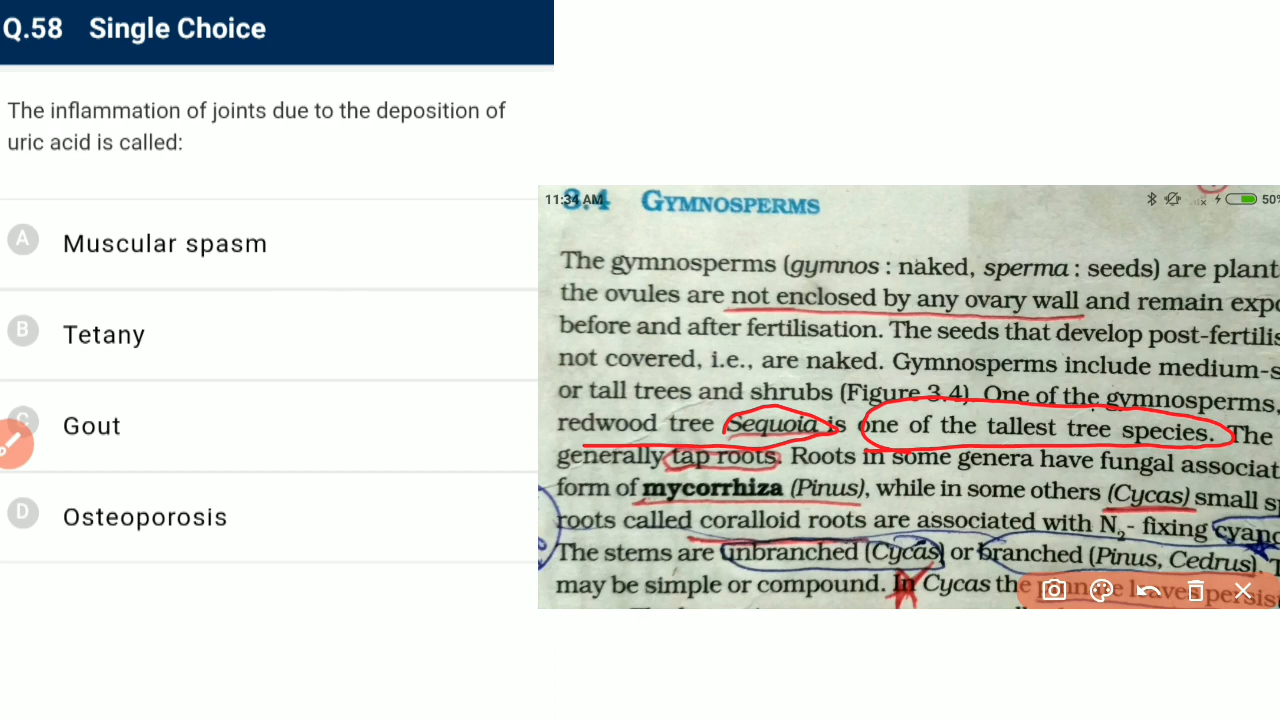 Q.58 Single Choice
The inflammation of joints due to the deposition of
uric acid is called:
A Muscular spasm
B Tetany
C Gout
D Osteoporosis
11:34 AM
50%
3.4 GYMNOSPERMS
The gymnosperms (gymnos : naked, sperma : seeds) are plant
the ovules are not enclosed by any ovary wall and remain expo
before and after fertilisation. The seeds that develop post-fertilis
not covered, i.e., are naked. Gymnosperms include medium-s
or tall trees and shrubs (Figure 3.4). One of the gymnosperms,
redwood tree Sequoia is one of the tallest tree species. The
generally tap roots. Roots in some genera have fungal associat
form of mycorrhiza (Pinus), while in some others (Cycas) small sp
roots called coralloid roots are associated with N2- fixing cyano
The stems are unbranched (Cycas) or branched (Pinus, Cedrus). T
may be simple or compound. In Cycas the pinnate leaves persis